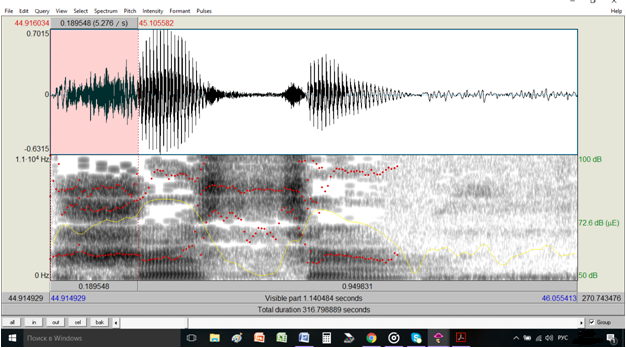 File Edit Query View Select Spectrum Pitch Intensity Formant Pulses Help
44.916034 0.189548 (5.276 / s) 45.105582
0.7015
0
-0.6315
1.1·10⁴ Hz 100 dB
72.6 dB (µE)
0 Hz 50 dB
0.189548 0.949831
44.914929 44.914929 Visible part 1.140484 seconds 46.055413 270.743476
Total duration 316.798889 seconds
all in out sel bak Group
Поиск в Windows РУС